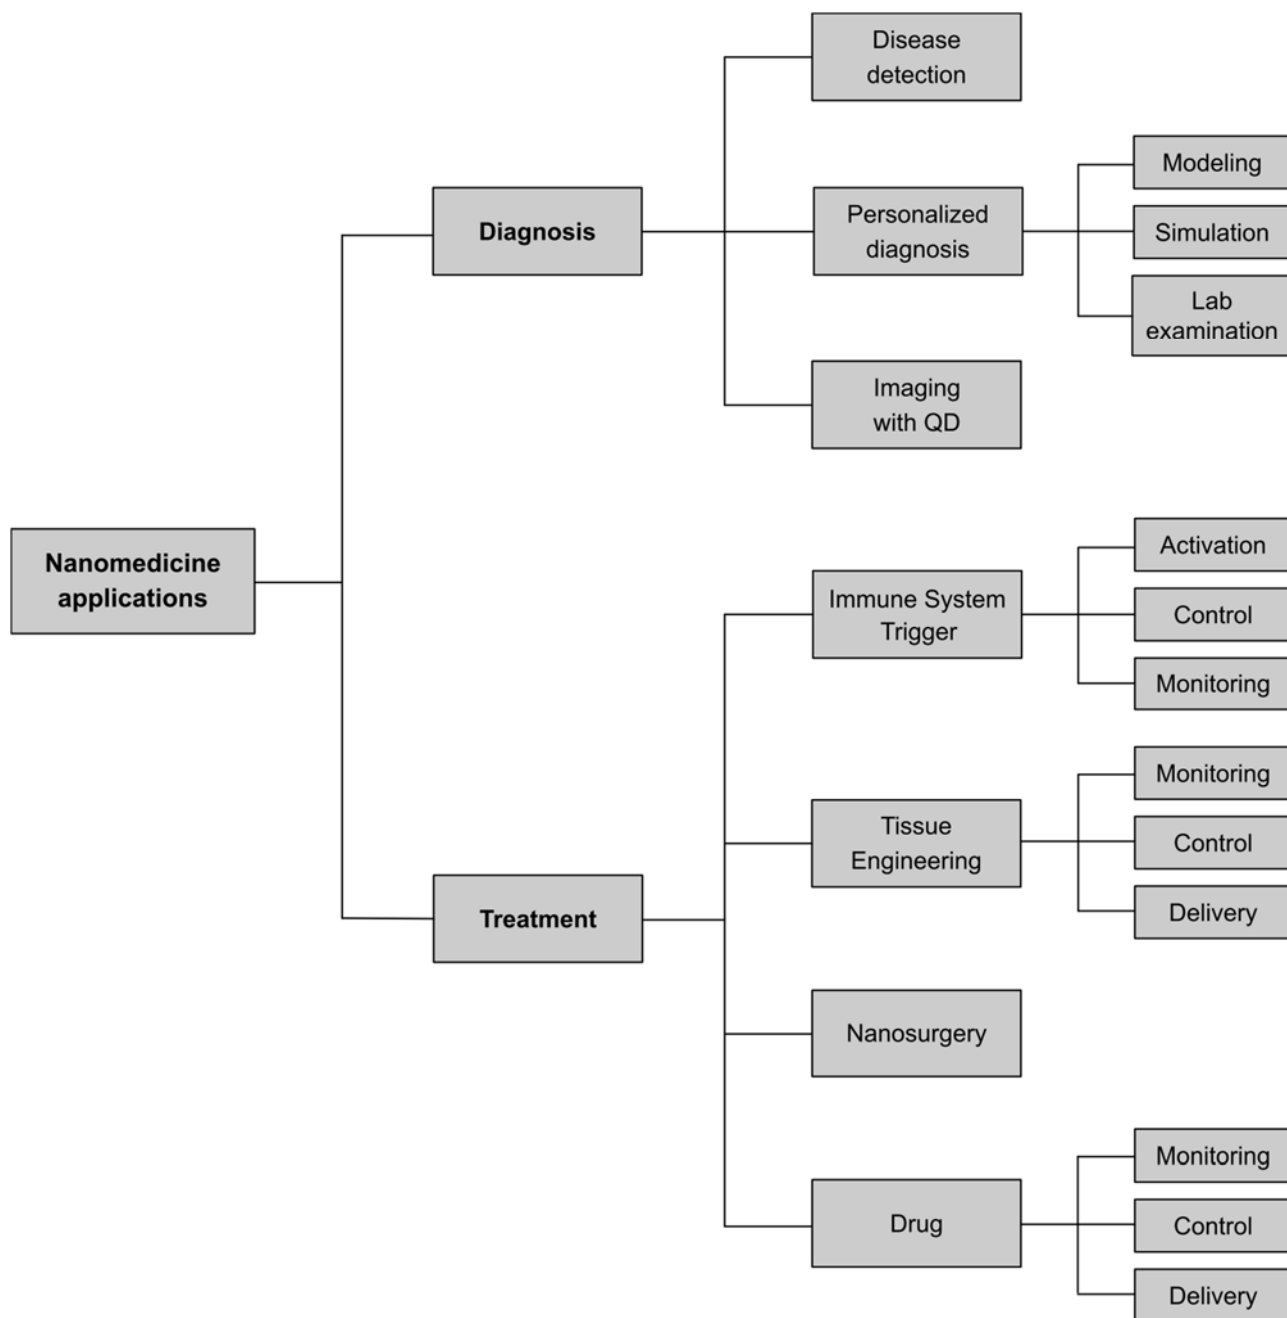 Nanomedicine
applications
Diagnosis
Disease
detection
Personalized
diagnosis
Modeling
Simulation
Lab
examination
Imaging
with QD
Treatment
Immune System
Trigger
Activation
Control
Monitoring
Tissue
Engineering
Monitoring
Control
Delivery
Nanosurgery
Drug
Monitoring
Control
Delivery